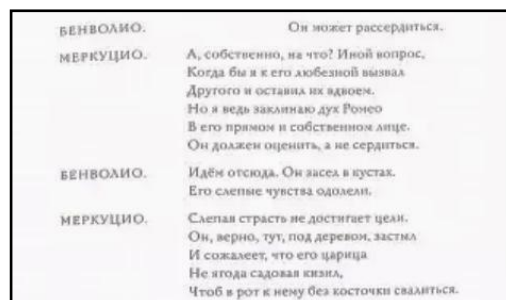 БЕНВОЛИО. Он может рассердиться.
МЕРКУЦИО. А, собственно, на что? Иной вопрос,
Когда бы я к его любезной вызвал
Другого и оставил их вдвоем.
Но я ведь заклинаю дух Ромео
В его прямом и собственном лице.
Он должен оценить, а не сердиться.
БЕНВОЛИО. Идём отсюда. Он засел в кустах.
Его слепые чувства одолели.
МЕРКУЦИО. Слепая страсть не достигает цели.
Он, верно, тут, под деревом, застыл
И сожалеет, что его царица
Не ягода садовая кизил,
Чтоб в рот к нему без косточки свалиться.